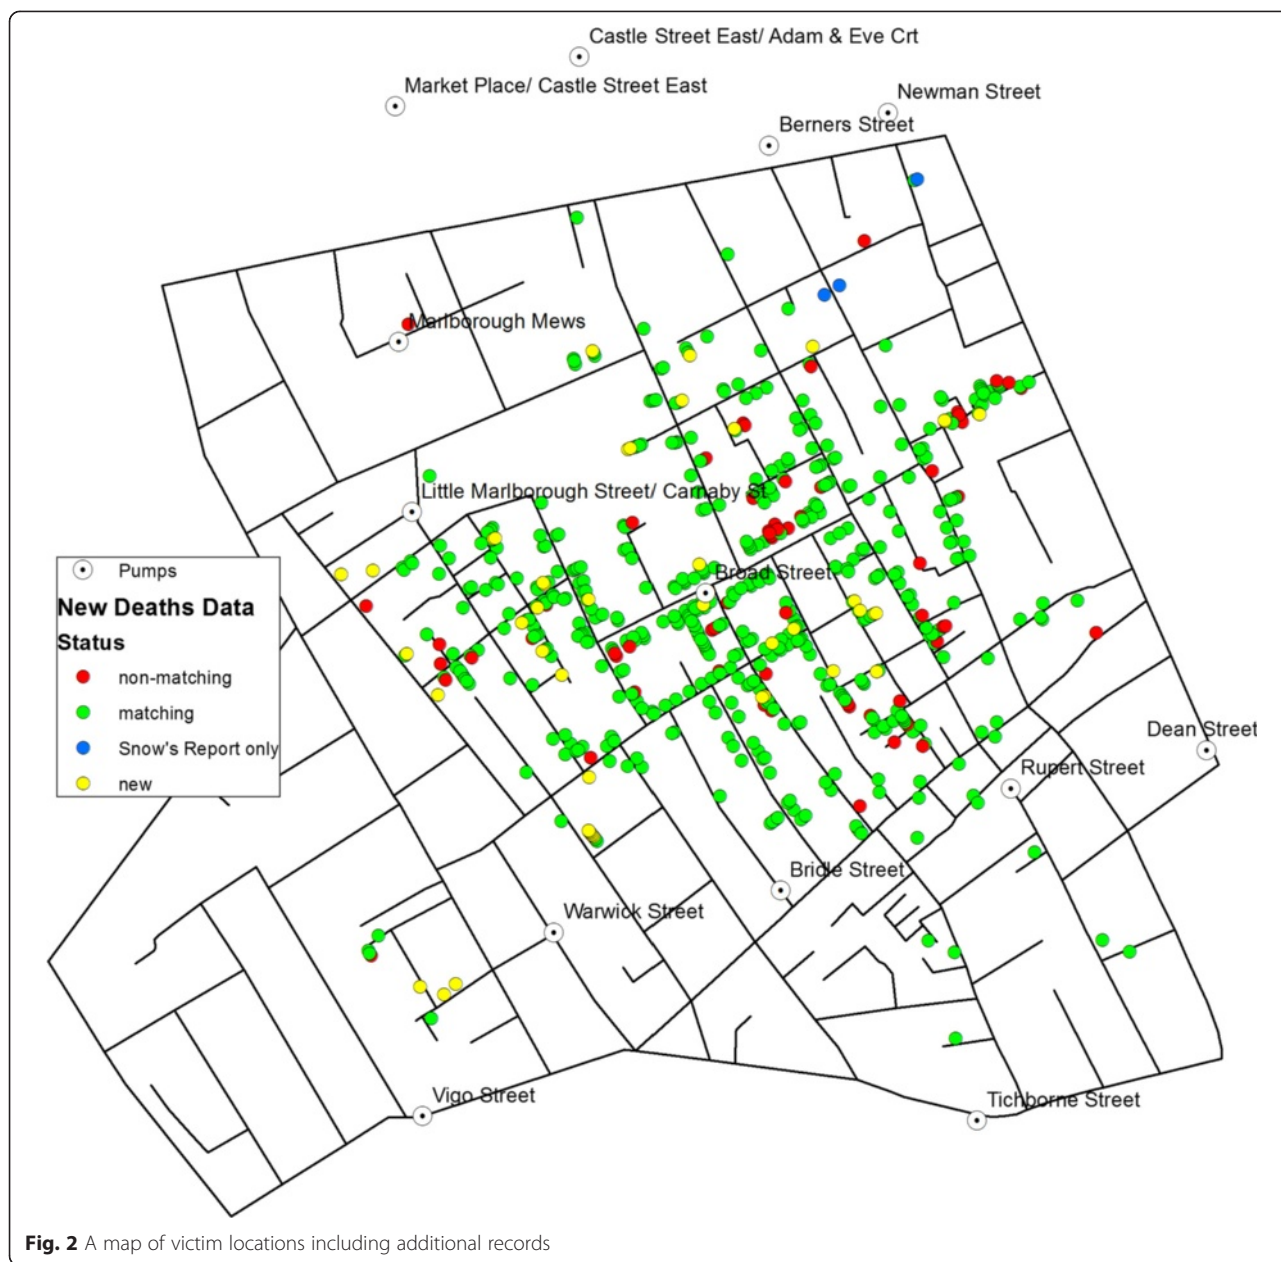 Castle Street East/ Adam & Eve Crt
Market Place/ Castle Street East
Newman Street
Berners Street
Marlborough Mews
Little Marlborough Street/ Carnaby St
Broad Street
Pumps
New Deaths Data
Status
non-matching
matching
Snow's Report only
new
Dean Street
Rupert Street
Bridle Street
Warwick Street
Vigo Street
Tichborne Street
Fig. 2 A map of victim locations including additional records